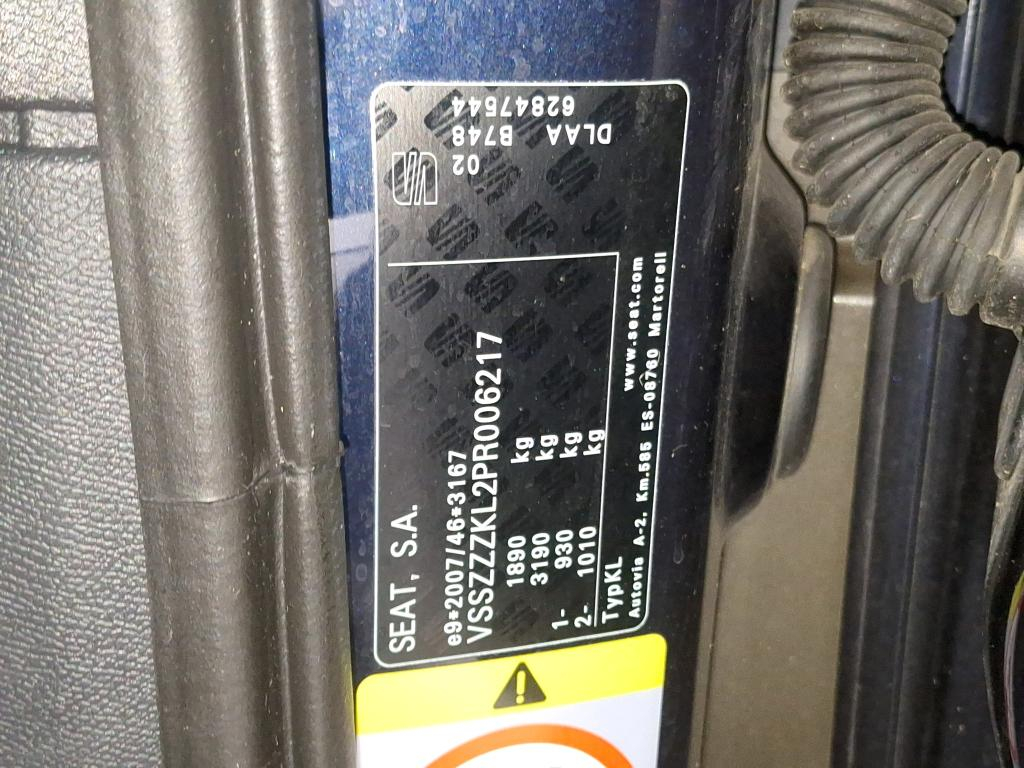 SEAT, S.A.
e9*2007/46*3167
VSSZZZKL2PR006217
1890 kg
3190 kg
1- 930 kg
2- 1010 kg
TypKL
www.seat.com
Autovia A-2, Km.585 ES-08760 Martorell
02
B748 62847544
DLAA